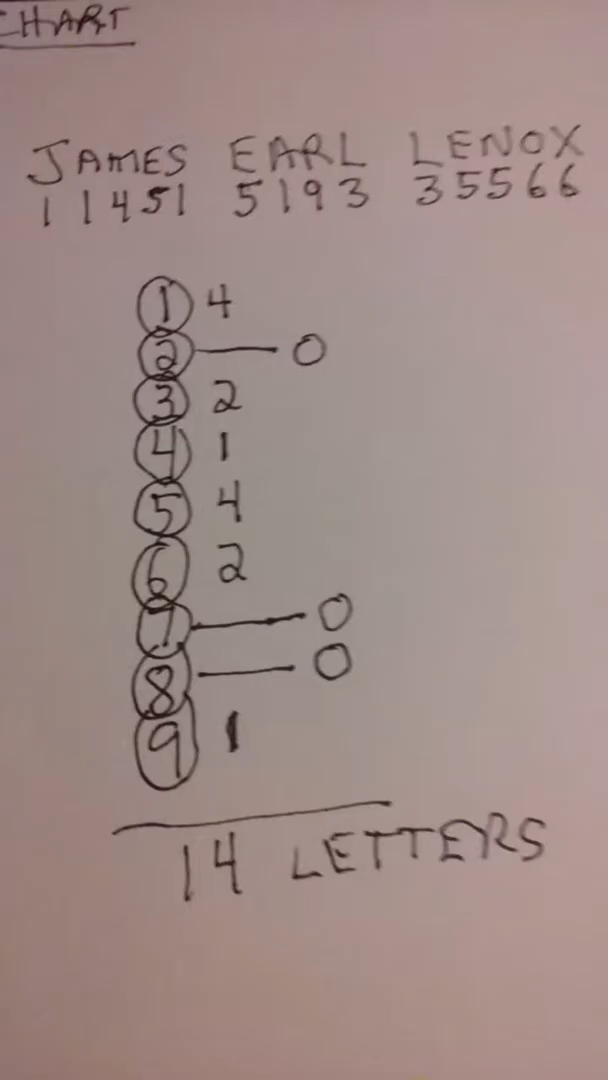 CHART
JAMES EARL LENOX
11451 5193 35566
1 4
2 — 0
3 2
4 1
5 4
6 2
7 — 0
8 — 0
9 1
14 LETTERS